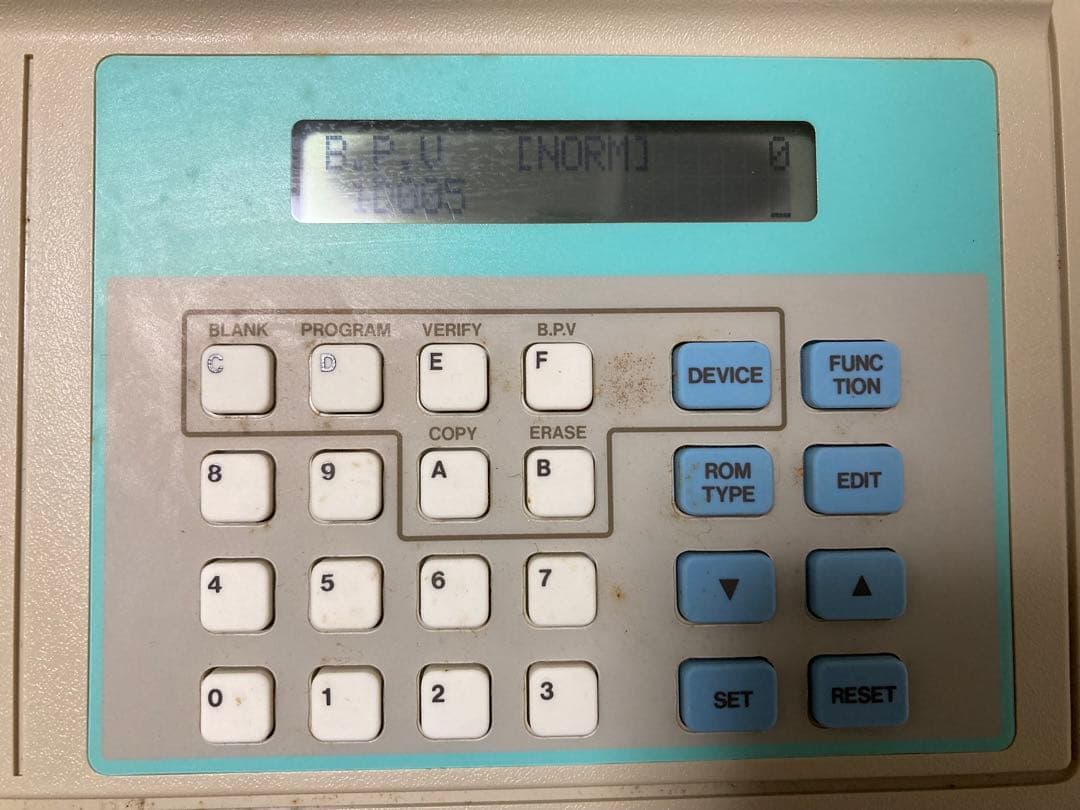 B.P.V [NORM] 0
BLANK PROGRAM VERIFY B.P.V
C D E F DEVICE FUNC TION
COPY ERASE
8 9 A B ROM TYPE EDIT
4 5 6 7 ▼ ▲
0 1 2 3 SET RESET